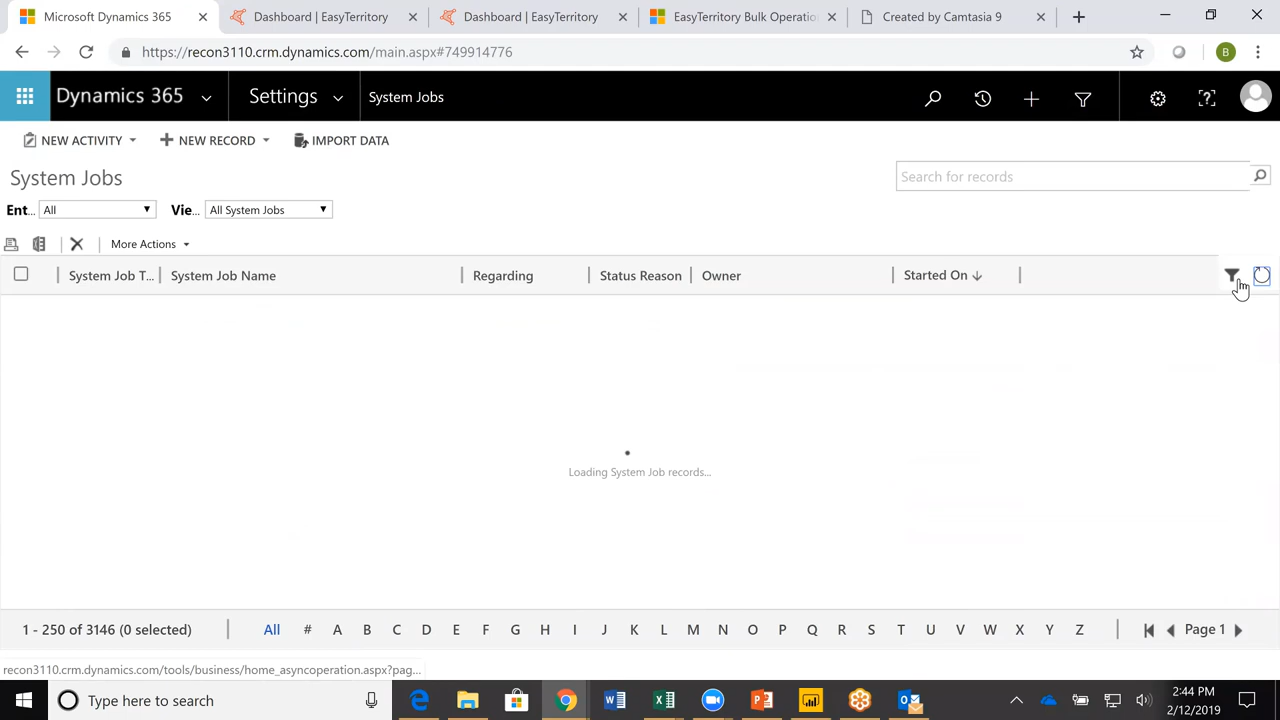 Microsoft Dynamics 365
Dashboard | EasyTerritory
Dashboard | EasyTerritory
EasyTerritory Bulk Operatio
Created by Camtasia 9
https://recon3110.crm.dynamics.com/main.aspx#749914776
B
Dynamics 365
Settings
System Jobs
NEW ACTIVITY
NEW RECORD
IMPORT DATA
System Jobs
Search for records
Ent... All
Vie... All System Jobs
More Actions
System Job T... System Job Name Regarding Status Reason Owner Started On
Loading System Job records...
1 - 250 of 3146 (0 selected)
All # A B C D E F G H I J K L M N O P Q R S T U V W X Y Z
Page 1
recon3110.crm.dynamics.com/tools/business/home_asyncoperation.aspx?pag...
Type here to search
2:44 PM
2/12/2019